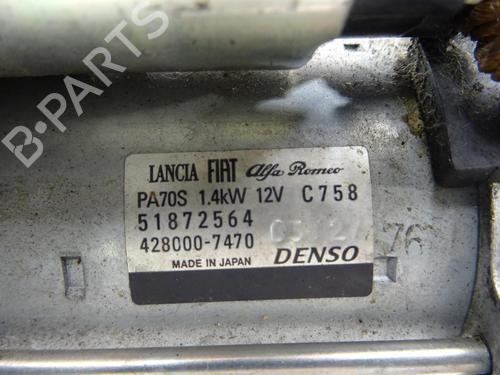 B-PARTS
LANCIA FIAT Alfa Romeo
PA70S 1.4kW 12V C758
51872564
428000-7470
MADE IN JAPAN DENSO